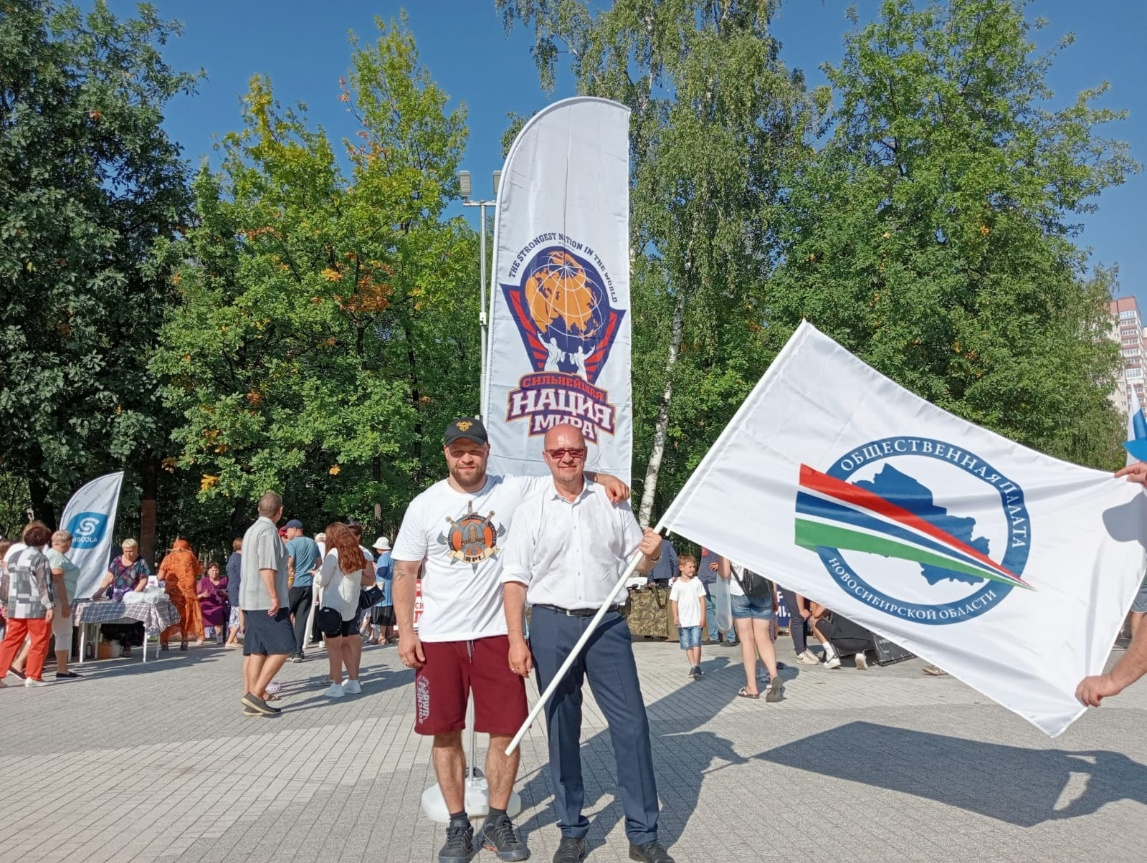 THE STRONGEST NATION IN THE WORLD
СИЛЬНЕЙШАЯ
НАЦИЯ
МИРА
ОБЩЕСТВЕННАЯ ПАЛАТА
НОВОСИБИРСКОЙ ОБЛАСТИ